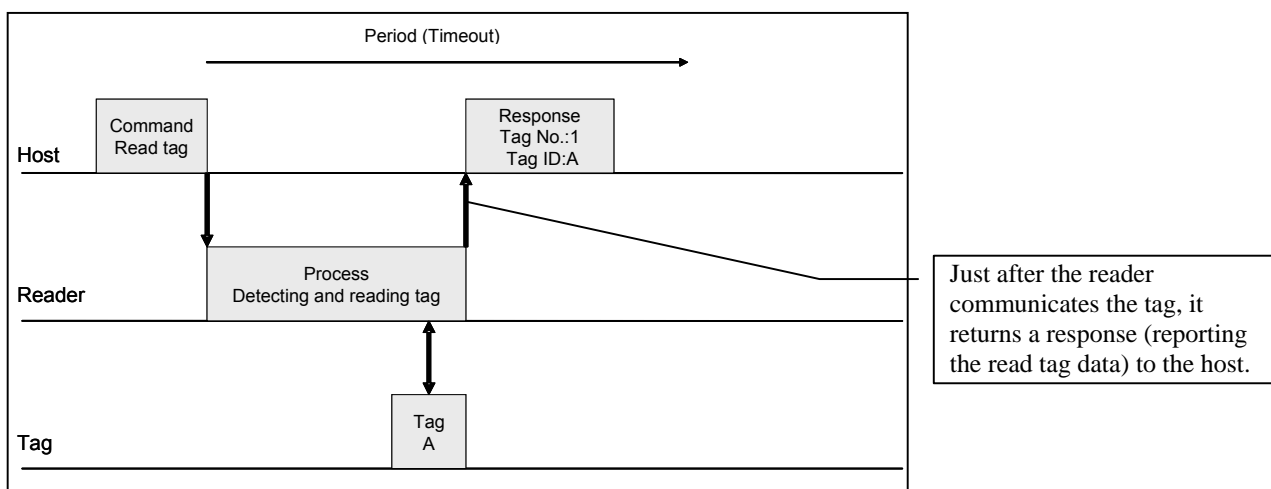 Period (Timeout)
Command
Read tag
Response
Tag No.:1
Tag ID:A
Host
Process
Detecting and reading tag
Reader
Just after the reader
communicates the tag, it
returns a response (reporting
the read tag data) to the host.
Tag
A
Tag